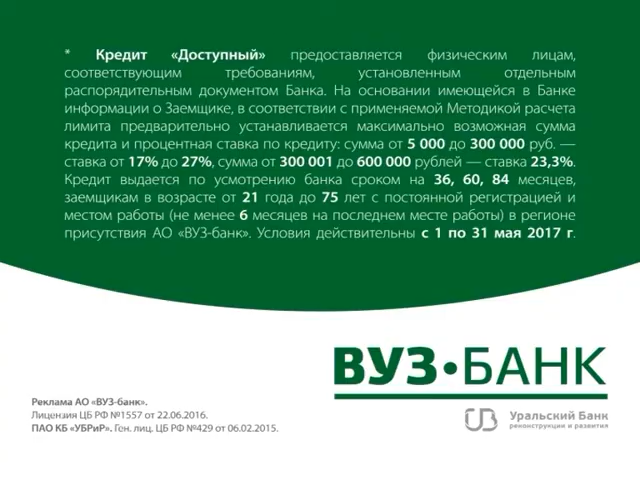 * Кредит «Доступный» предоставляется физическим лицам,
соответствующим требованиям, установленным отдельным
распорядительным документом Банка. На основании имеющейся в Банке
информации о Заемщике, в соответствии с применяемой Методикой расчета
лимита предварительно устанавливается максимально возможная сумма
кредита и процентная ставка по кредиту: сумма от 5 000 до 300 000 руб. —
ставка от 17% до 27%, сумма от 300 001 до 600 000 рублей — ставка 23,3%.
Кредит выдается по усмотрению банка сроком на 36, 60, 84 месяцев,
заемщикам в возрасте от 21 года до 75 лет с постоянной регистрацией и
местом работы (не менее 6 месяцев на последнем месте работы) в регионе
присутствия АО «ВУЗ-банк». Условия действительны с 1 по 31 мая 2017 г.
ВУЗ•БАНК
Реклама АО «ВУЗ-банк».
Лицензия ЦБ РФ №1557 от 22.06.2016.
ПАО КБ «УБРиР». Ген. лиц. ЦБ РФ №429 от 06.02.2015.
Уральский Банк
реконструкции и развития